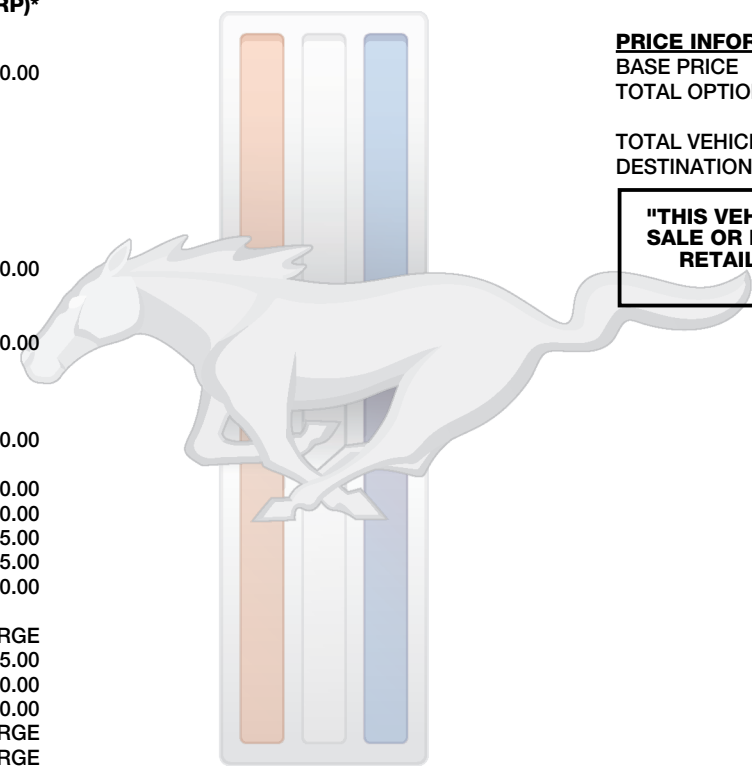 RP)*
0.00
0.00
0.00
0.00
0.00
0.00
5.00
5.00
0.00
RGE
5.00
0.00
0.00
RGE
RGE
PRICE INFOR
BASE PRICE
TOTAL OPTIO
TOTAL VEHICL
DESTINATION
"THIS VEH
SALE OR
RETAIL